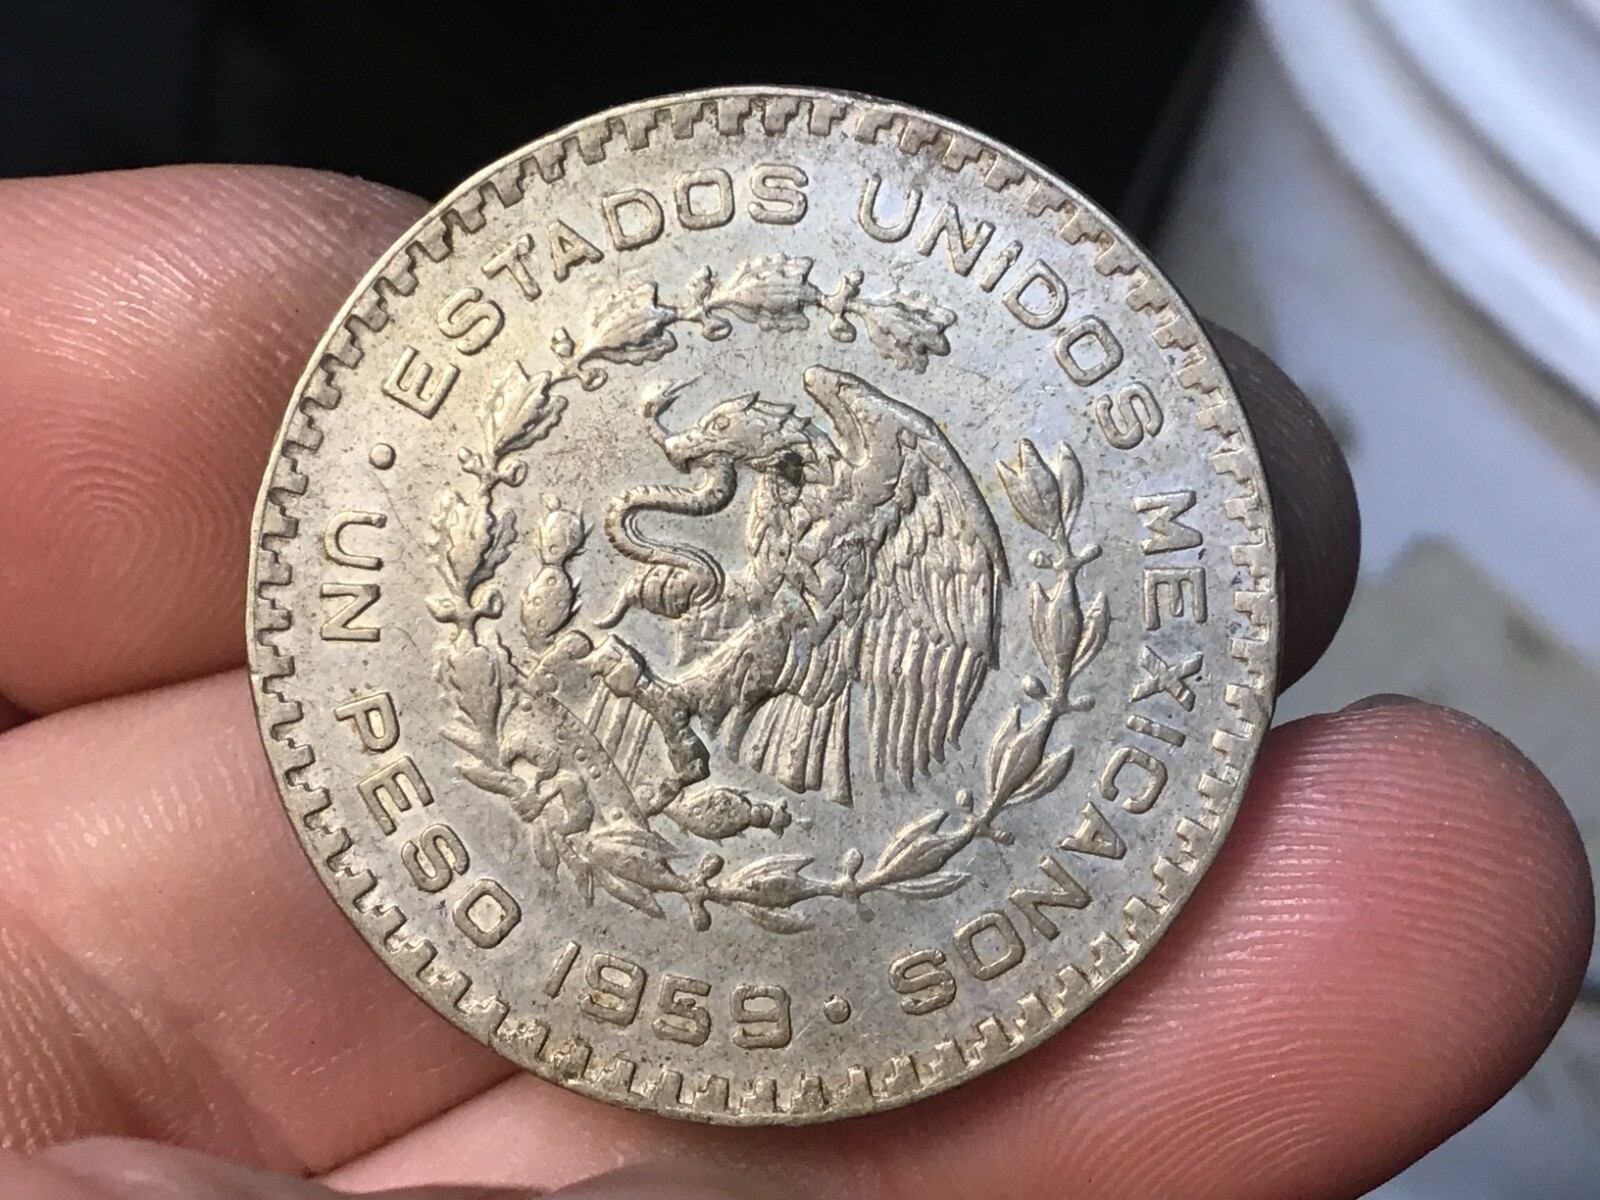 · ESTADOS UNIDOS MEXICANOS ·
UN PESO 1959